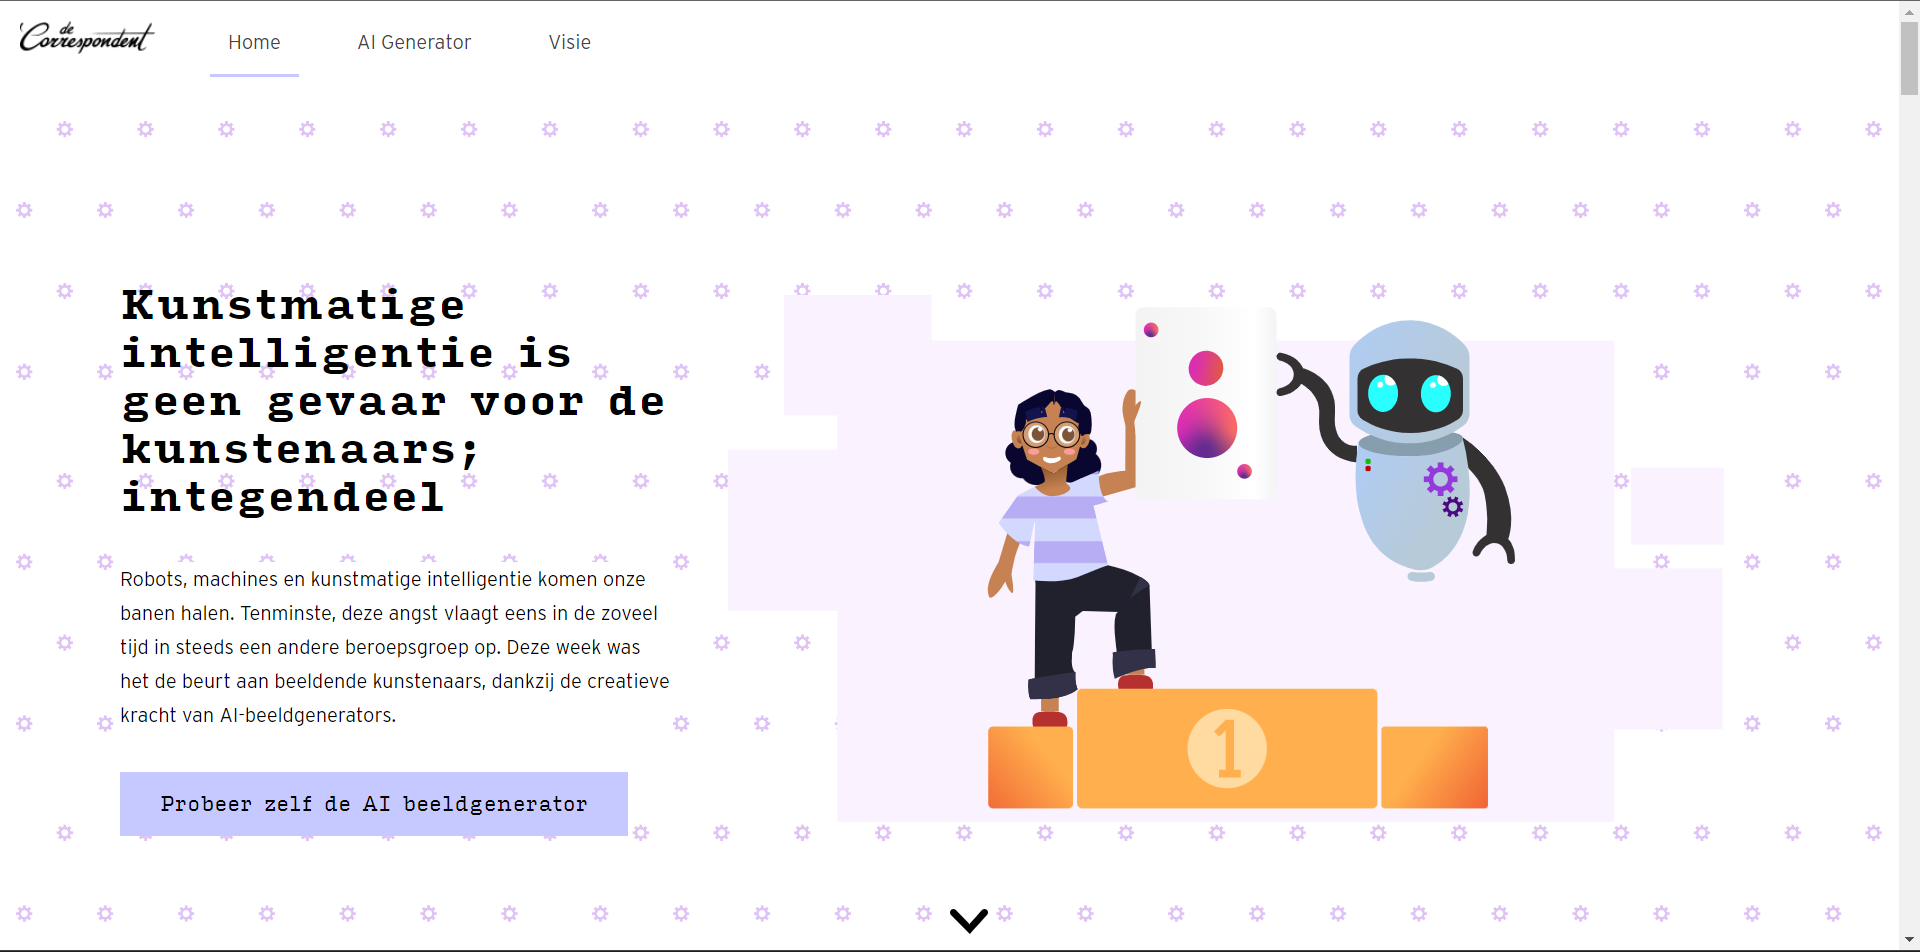 de
Correspondent
Home
AI Generator
Visie
Kunstmatige
intelligentie is
geen gevaar voor de
kunstenaars;
integendeel
Robots, machines en kunstmatige intelligentie komen onze
banen halen. Tenminste, deze angst vlaagt eens in de zoveel
tijd in steeds een andere beroepsgroep op. Deze week was
het de beurt aan beeldende kunstenaars, dankzij de creatieve
kracht van AI-beeldgenerators.
Probeer zelf de AI beeldgenerator
1